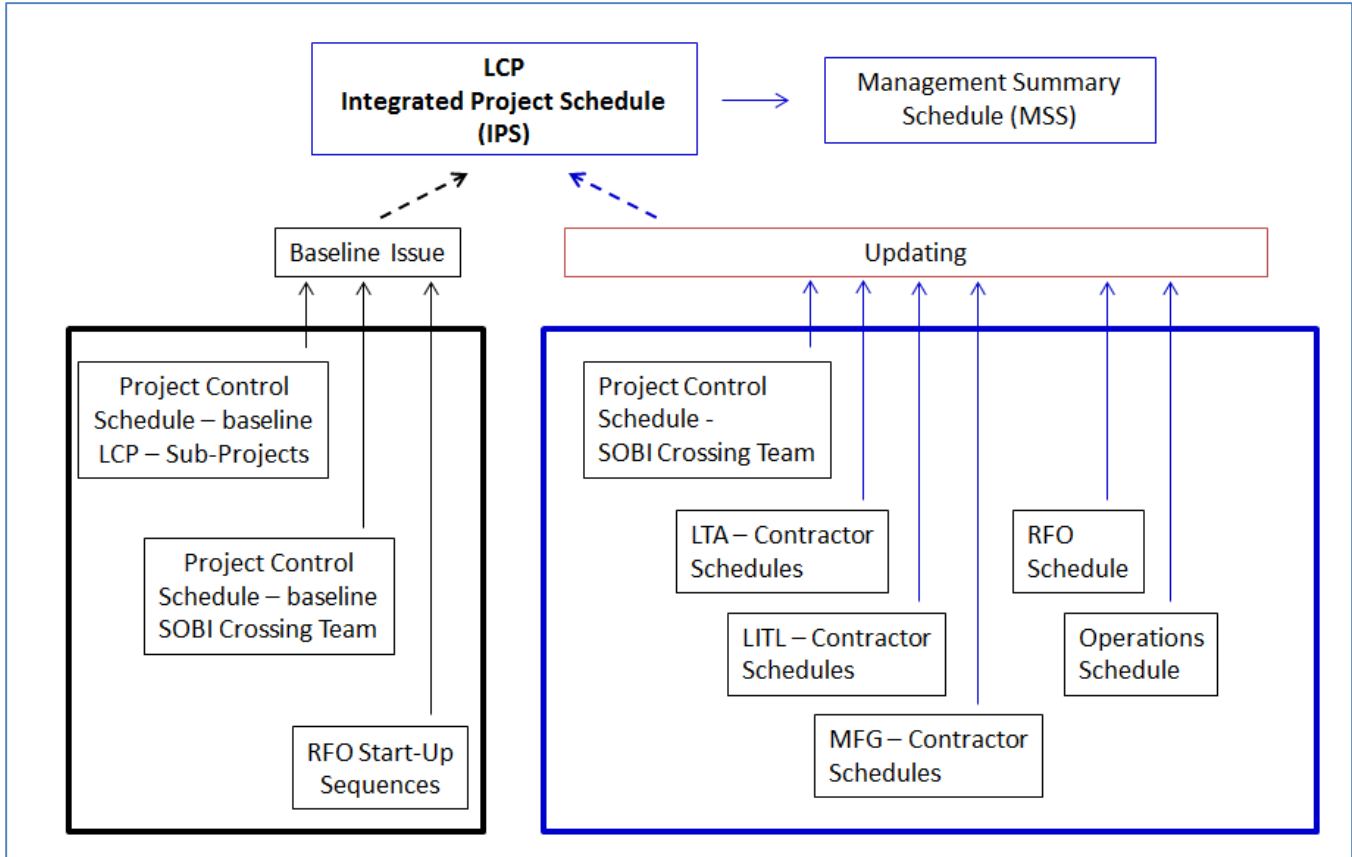 LCP
Integrated Project Schedule
(IPS)
Management Summary
Schedule (MSS)
Baseline Issue
Updating
Project Control
Schedule – baseline
LCP – Sub-Projects
Project Control
Schedule – baseline
SOBI Crossing Team
RFO Start-Up
Sequences
Project Control
Schedule -
SOBI Crossing Team
LTA – Contractor
Schedules
LITL – Contractor
Schedules
MFG – Contractor
Schedules
RFO
Schedule
Operations
Schedule